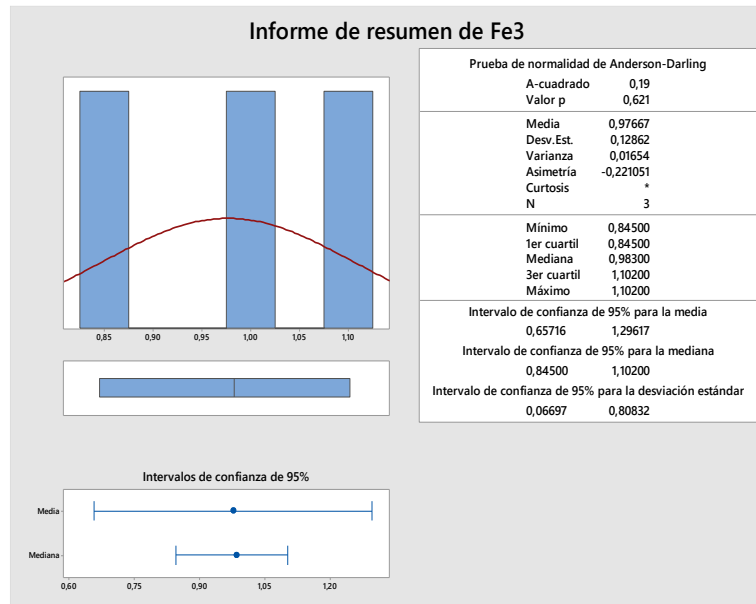 Informe de resumen de Fe3
Prueba de normalidad de Anderson-Darling
A-cuadrado 0,19
Valor p 0,621
Media 0,97667
Desv.Est. 0,12862
Varianza 0,01654
Asimetría -0,221051
Curtosis *
N 3
Mínimo 0,84500
1er cuartil 0,84500
Mediana 0,98300
3er cuartil 1,10200
Máximo 1,10200
Intervalo de confianza de 95% para la media
0,65716 1,29617
Intervalo de confianza de 95% para la mediana
0,84500 1,10200
Intervalo de confianza de 95% para la desviación estándar
0,06697 0,80832
0,85 0,90 0,95 1,00 1,05 1,10
Intervalos de confianza de 95%
Media
Mediana
0,60 0,75 0,90 1,05 1,20